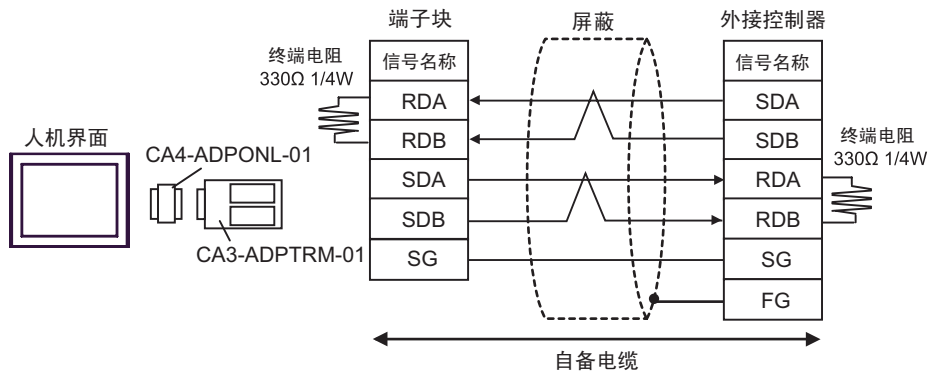 端子块
屏蔽
外接控制器
终端电阻
330Ω 1/4W
信号名称
信号名称
RDA
SDA
RDB
SDB
终端电阻
330Ω 1/4W
人机界面
CA4-ADPONL-01
SDA
RDA
SDB
RDB
CA3-ADPTRM-01
SG
SG
FG
自备电缆